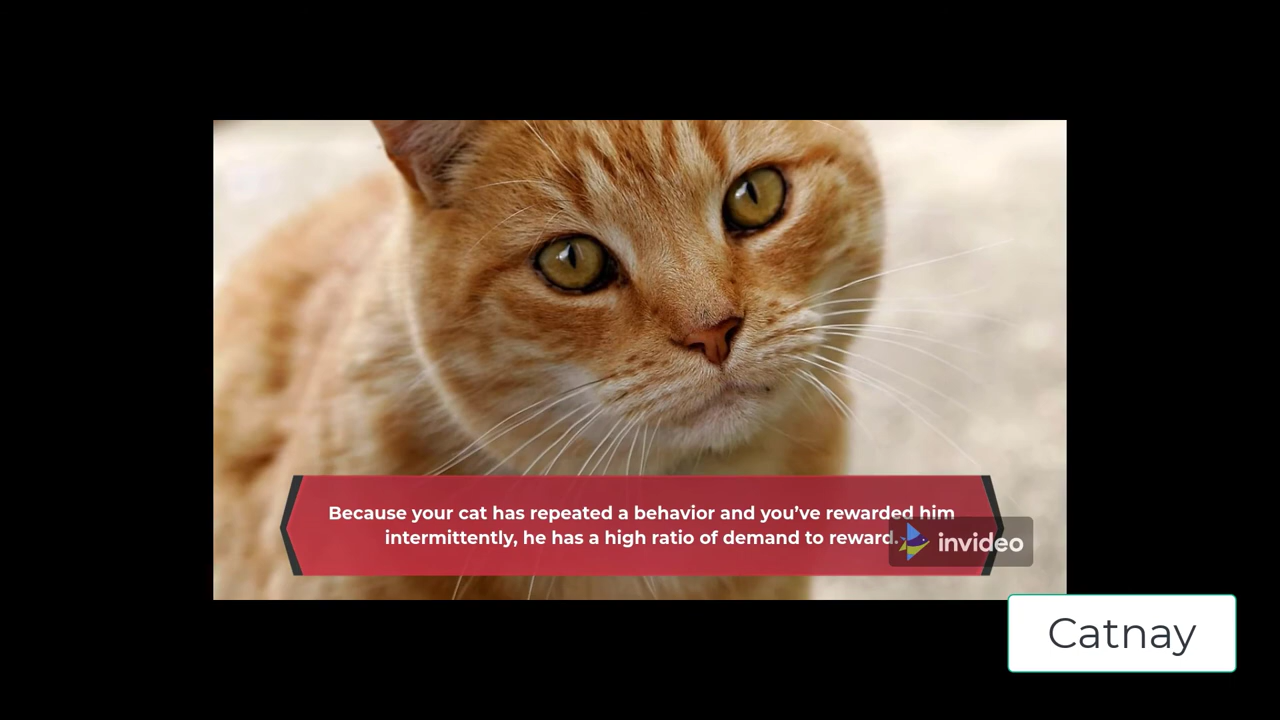 Because your cat has repeated a behavior and you’ve rewarded him
intermittently, he has a high ratio of demand to reward.
invideo
Catnay